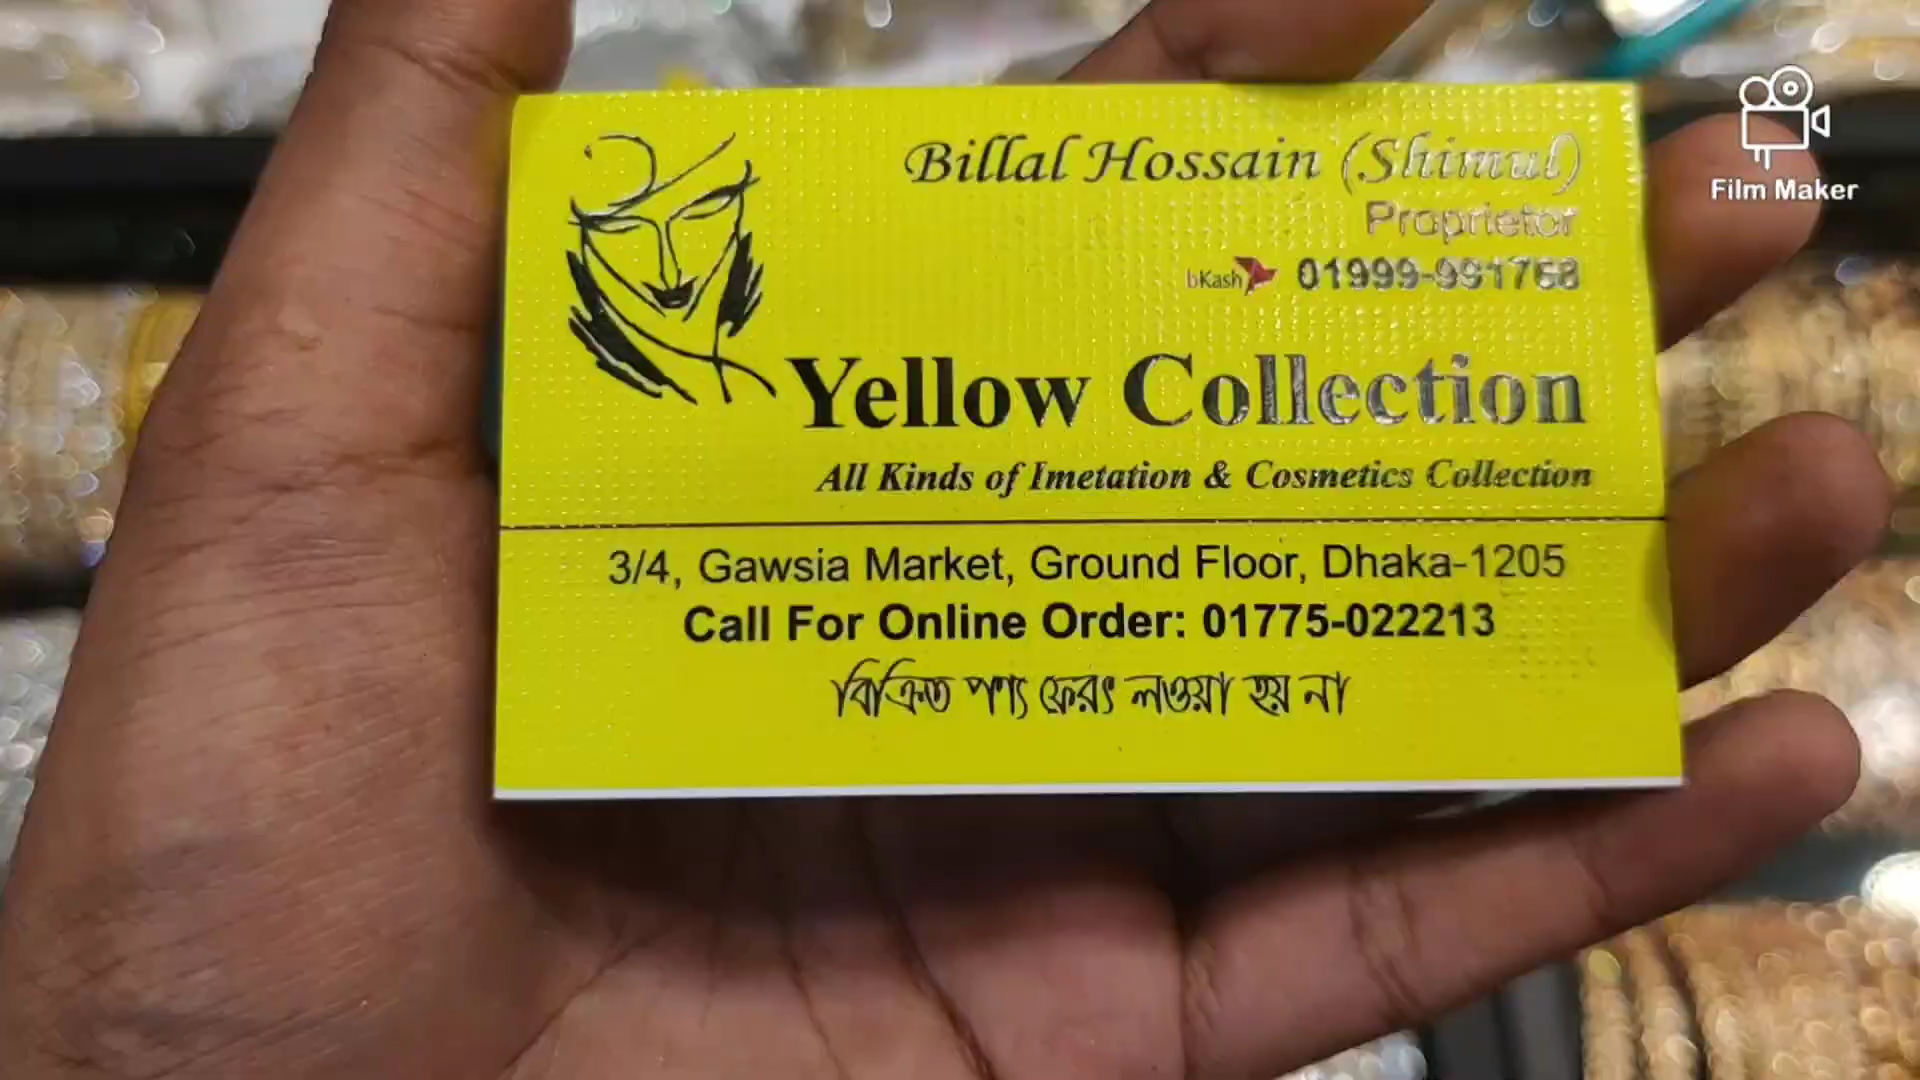 Billal Hossain (Shimul)
Proprietor
bKash 01999-991768
Yellow Collection
All Kinds of Imetation & Cosmetics Collection
3/4, Gawsia Market, Ground Floor, Dhaka-1205
Call For Online Order: 01775-022213
বিক্রিত পণ্য ফেরৎ লওয়া হয় না
Film Maker